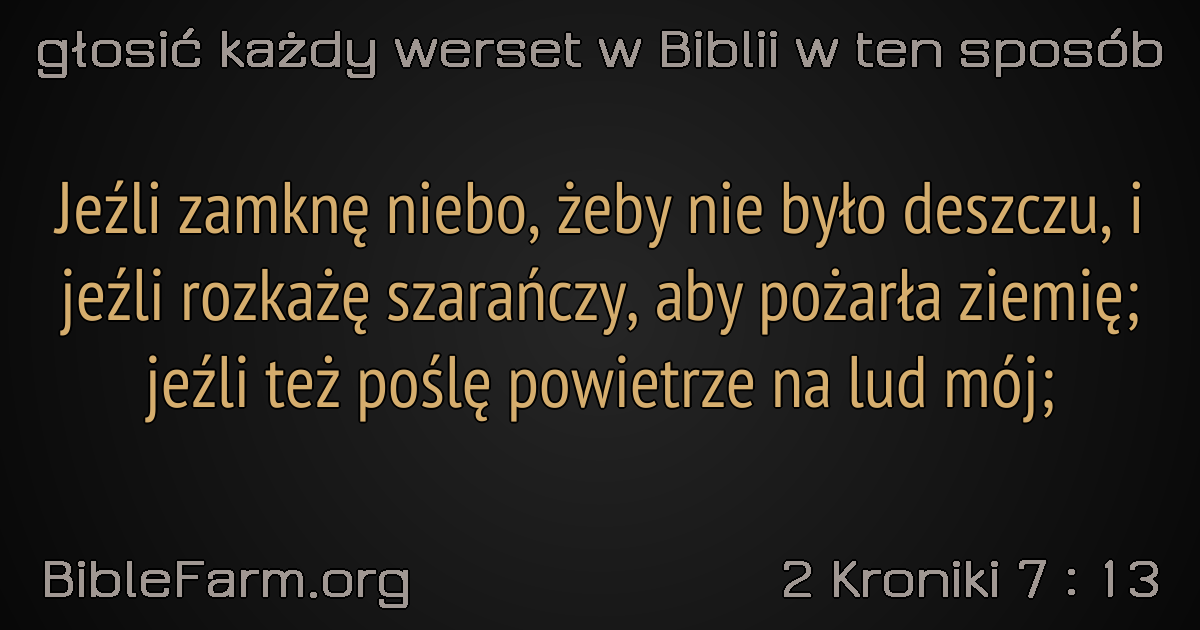 głosić każdy werset w Biblii w ten sposób
Jeźli zamknę niebo, żeby nie było deszczu, i
jeźli rozkażę szarańczy, aby pożarła ziemię;
jeźli też poślę powietrze na lud mój;
BibleFarm.org
2 Kroniki 7 : 13